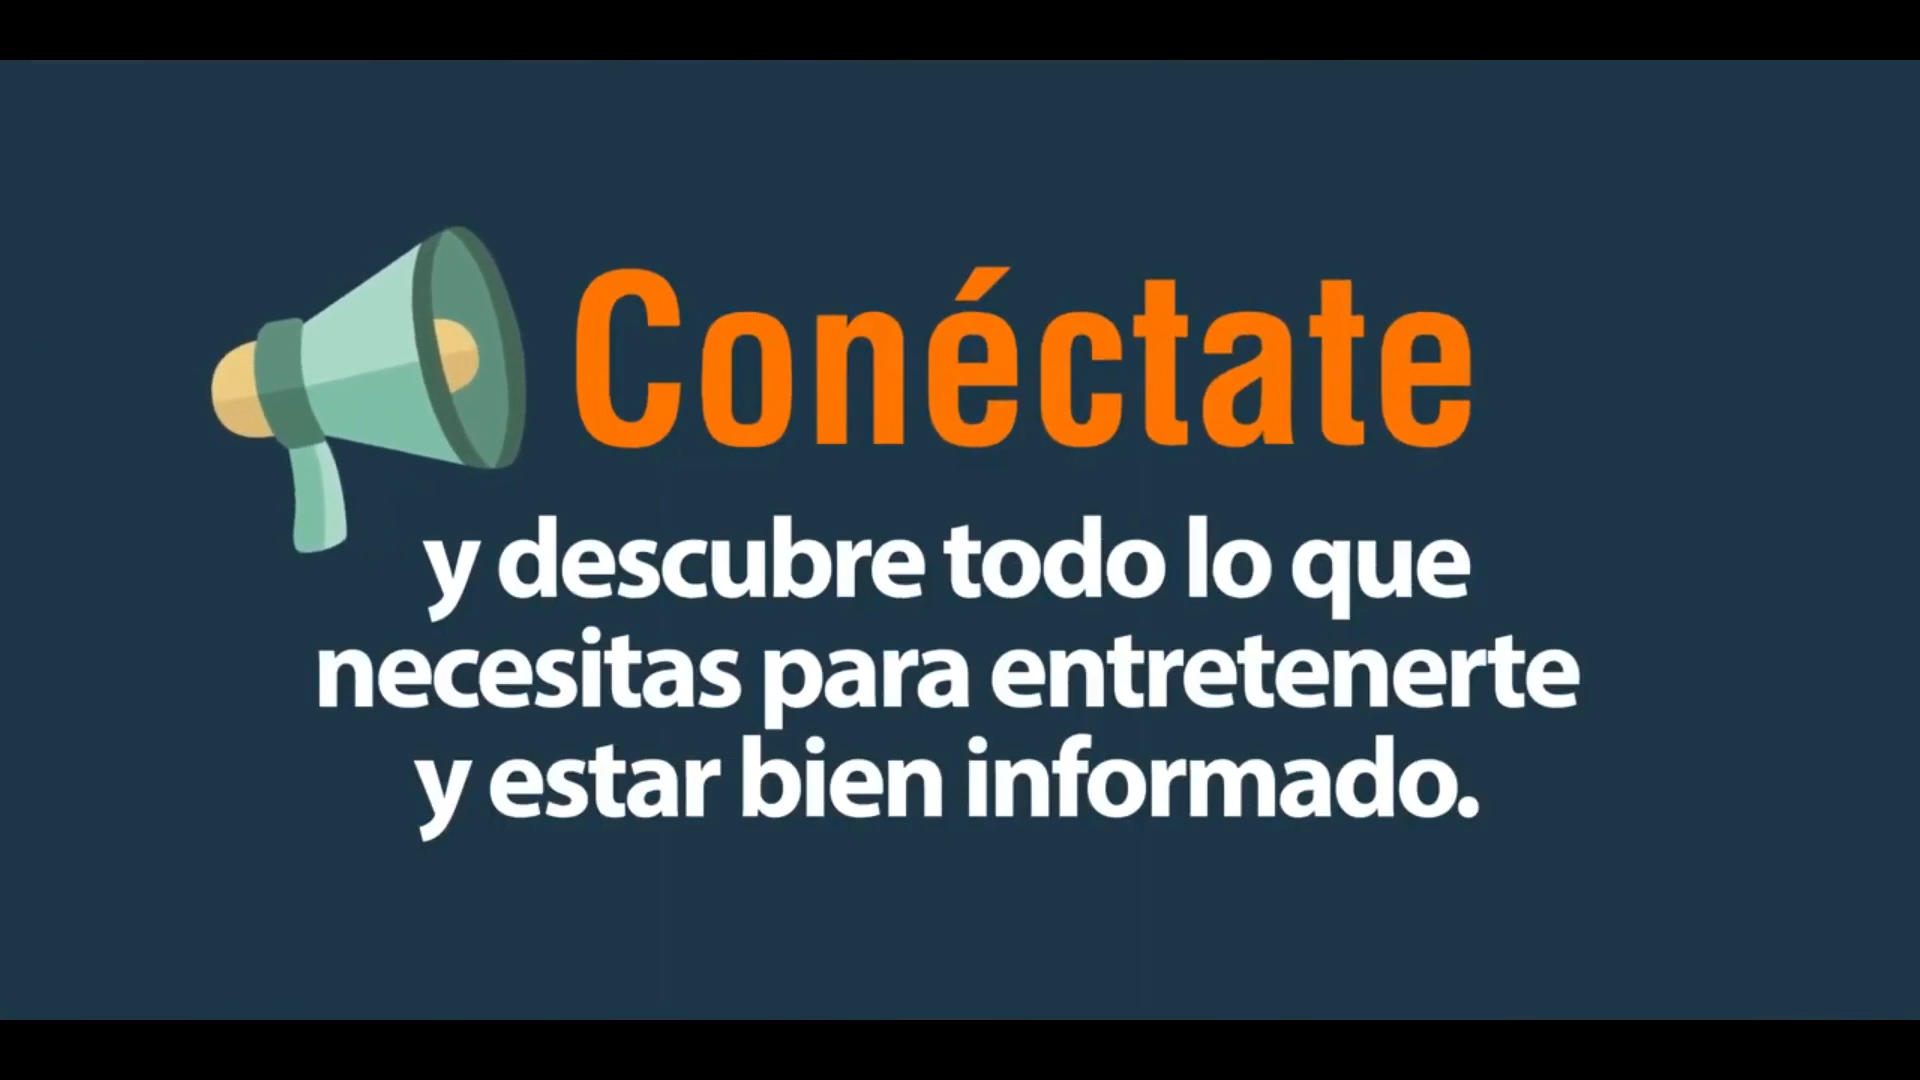 Conéctate
y descubre todo lo que
necesitas para entretenerte
y estar bien informado.